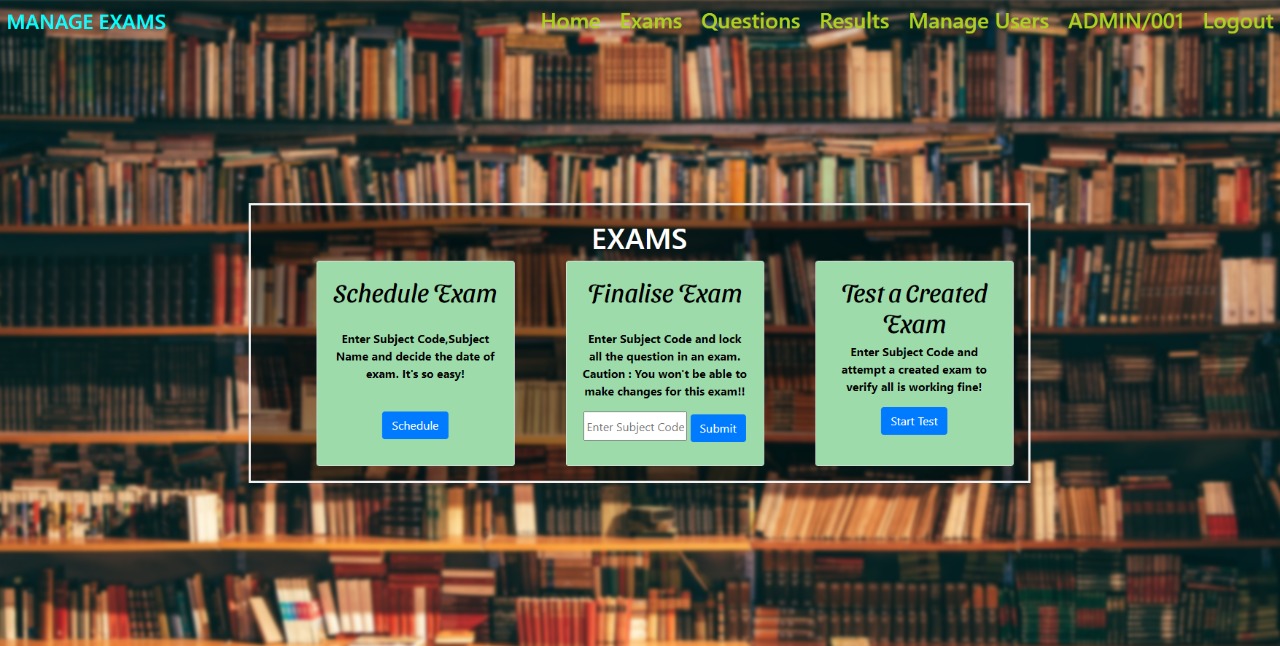 MANAGE EXAMS
Home Exams Questions Results Manage Users ADMIN/001 Logout
EXAMS
Schedule Exam
Enter Subject Code,Subject
Name and decide the date of
exam. It's so easy!
Schedule
Finalise Exam
Enter Subject Code and lock
all the question in an exam.
Caution : You won't be able to
make changes for this exam!!
Enter Subject Code
Submit
Test a Created
Exam
Enter Subject Code and
attempt a created exam to
verify all is working fine!
Start Test